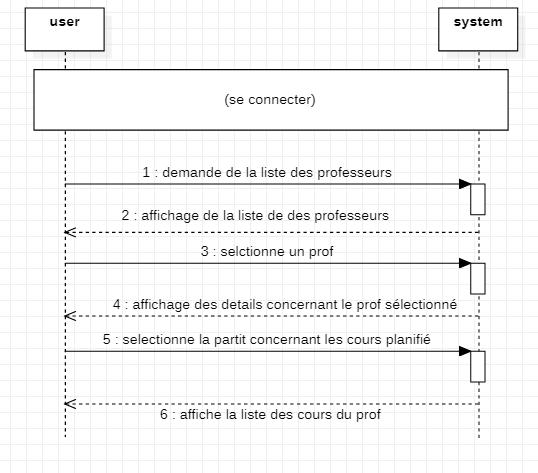 user
system
(se connecter)
1 : demande de la liste des professeurs
2 : affichage de la liste de des professeurs
3 : selctionne un prof
4 : affichage des details concernant le prof sélectionné
5 : selectionne la partit concernant les cours planifié
6 : affiche la liste des cours du prof